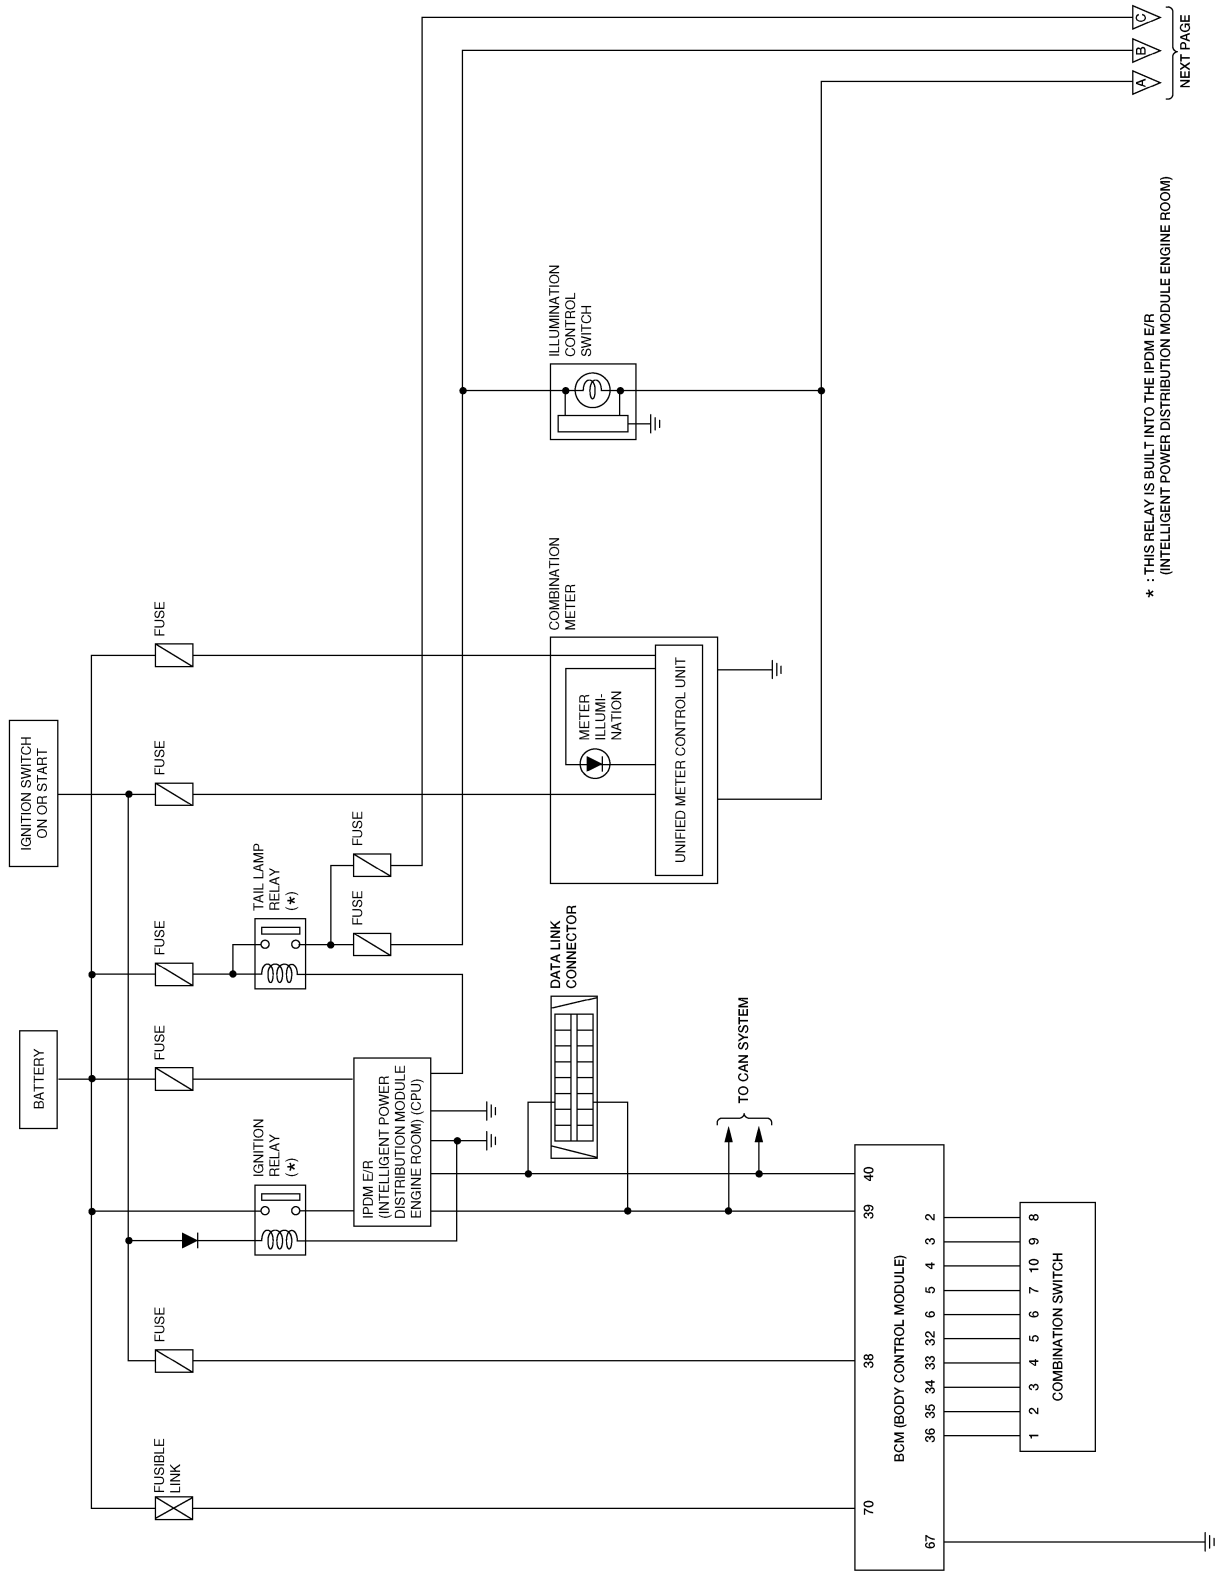 BATTERY
IGNITION SWITCH
ON OR START
FUSIBLE
LINK
FUSE
IGNITION
RELAY
(*)
FUSE
FUSE
TAIL LAMP
RELAY
(*)
FUSE
FUSE
FUSE
FUSE
IPDM E/R
(INTELLIGENT POWER
DISTRIBUTION MODULE
ENGINE ROOM) (CPU)
DATA LINK
CONNECTOR
COMBINATION
METER
METER
ILLUMI-
NATION
UNIFIED METER CONTROL UNIT
ILLUMINATION
CONTROL
SWITCH
TO CAN SYSTEM
70
38
39
40
BCM (BODY CONTROL MODULE)
67
36
35
34
33
32
6
5
4
3
2
1
2
3
4
5
6
7
10
9
8
COMBINATION SWITCH
C
B
A
NEXT PAGE
* : THIS RELAY IS BUILT INTO THE IPDM E/R
(INTELLIGENT POWER DISTRIBUTION MODULE ENGINE ROOM)